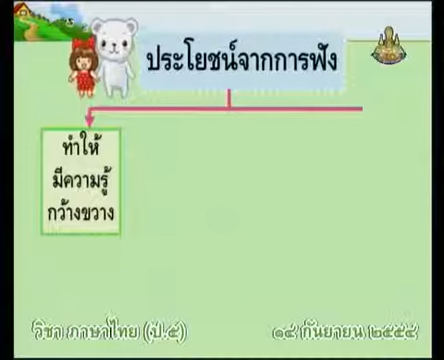 ประโยชน์จากการฟัง
ทำให้
มีความรู้
กว้างขวาง
วิชา ภาษาไทย (ป.๕)
๑๔ กันยายน ๒๕๕๔